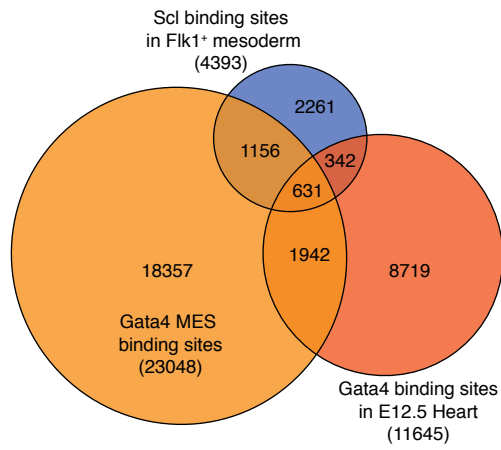 Scl binding sites
in Flk1⁺ mesoderm
(4393)
2261
1156
342
631
18357
1942
8719
Gata4 MES
binding sites
(23048)
Gata4 binding sites
in E12.5 Heart
(11645)